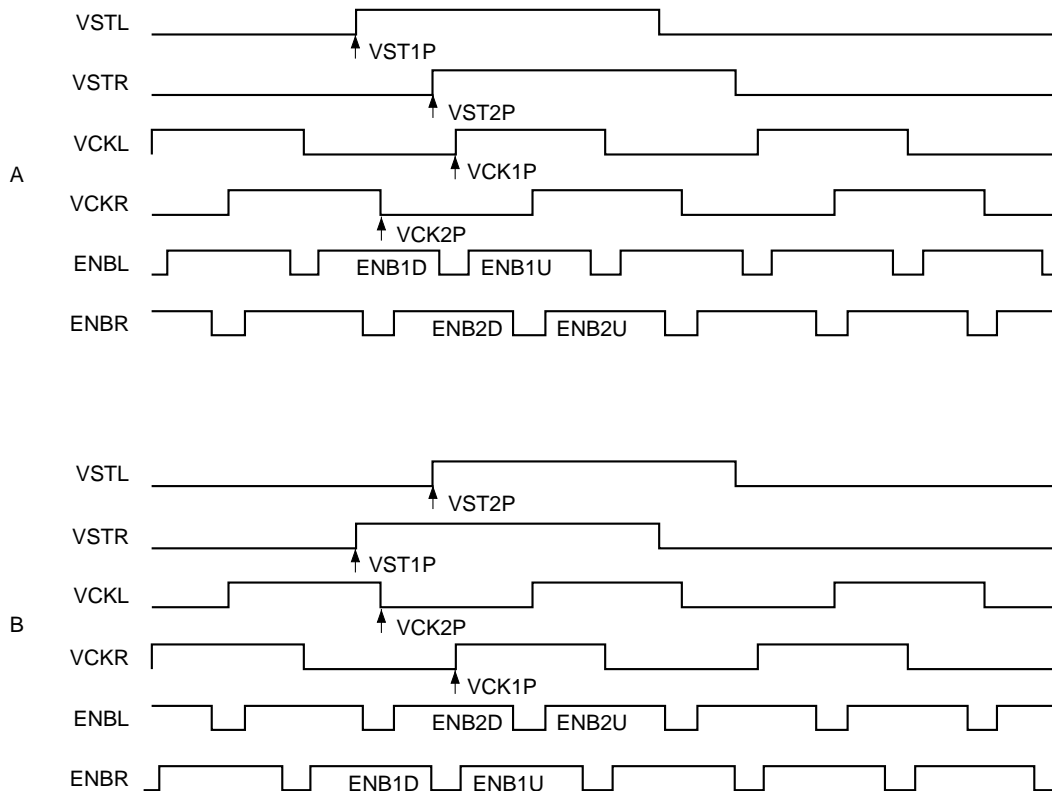 VSTL
VST1P
VSTR
VST2P
VCKL
VCK1P
A
VCKR
VCK2P
ENBL
ENB1D ENB1U
ENBR
ENB2D ENB2U
VSTL
VST2P
VSTR
VST1P
VCKL
VCK2P
B
VCKR
VCK1P
ENBL
ENB2D ENB2U
ENBR
ENB1D ENB1U